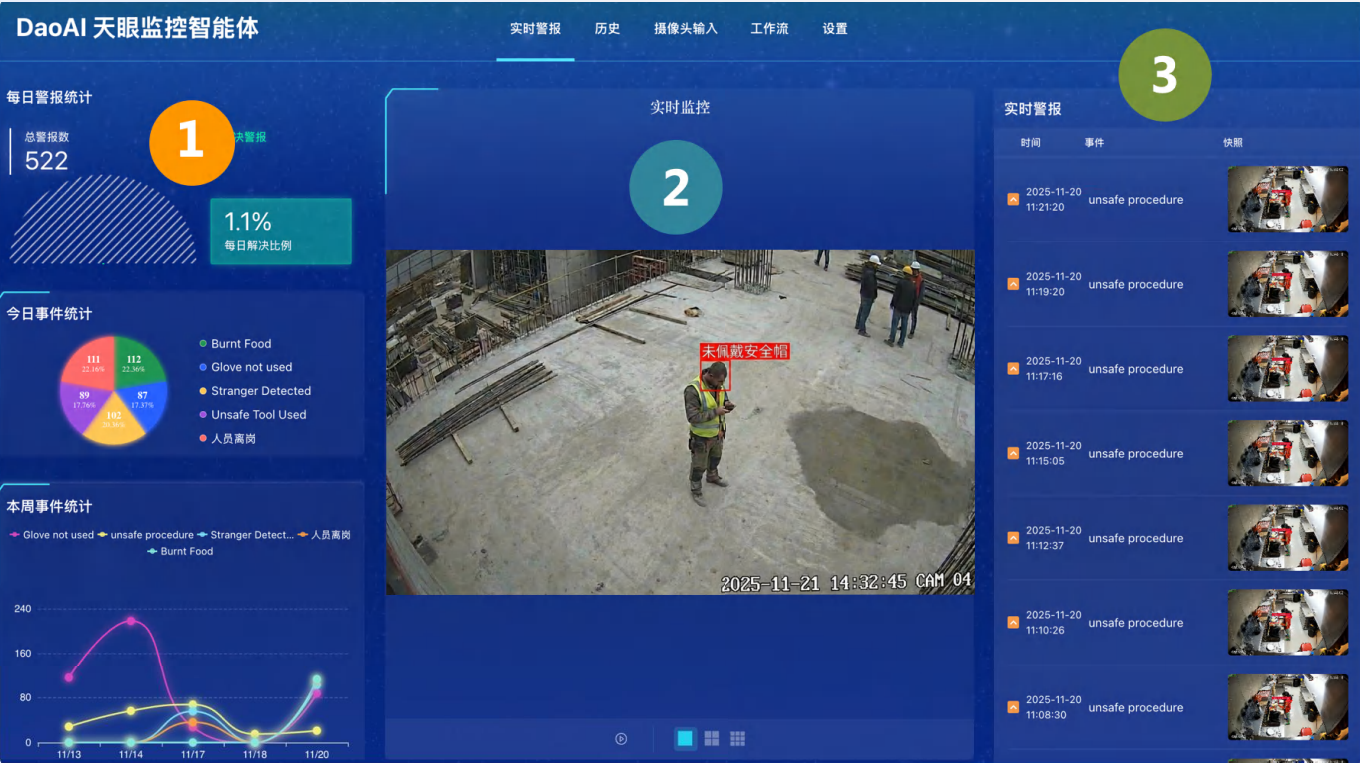 DaoAI 天眼监控智能体
实时警报 历史 摄像头输入 工作流 设置
每日警报统计
总警报数
522
决警报
1
1.1%
每日解决比例
今日事件统计
111
22.16%
112
22.36%
89
17.76%
87
17.37%
102
20.36%
Burnt Food
Glove not used
Stranger Detected
Unsafe Tool Used
人员离岗
本周事件统计
Glove not used unsafe procedure Stranger Detect... 人员离岗
Burnt Food
240
160
80
0
11/13 11/14 11/17 11/18 11/20
实时监控
2
未佩戴安全帽
2025-11-21 14:32:45 CAM 04
3
实时警报
时间 事件 快照
2025-11-20
11:21:20
unsafe procedure
2025-11-20
11:19:20
unsafe procedure
2025-11-20
11:17:16
unsafe procedure
2025-11-20
11:15:05
unsafe procedure
2025-11-20
11:12:37
unsafe procedure
2025-11-20
11:10:26
unsafe procedure
2025-11-20
11:08:30
unsafe procedure